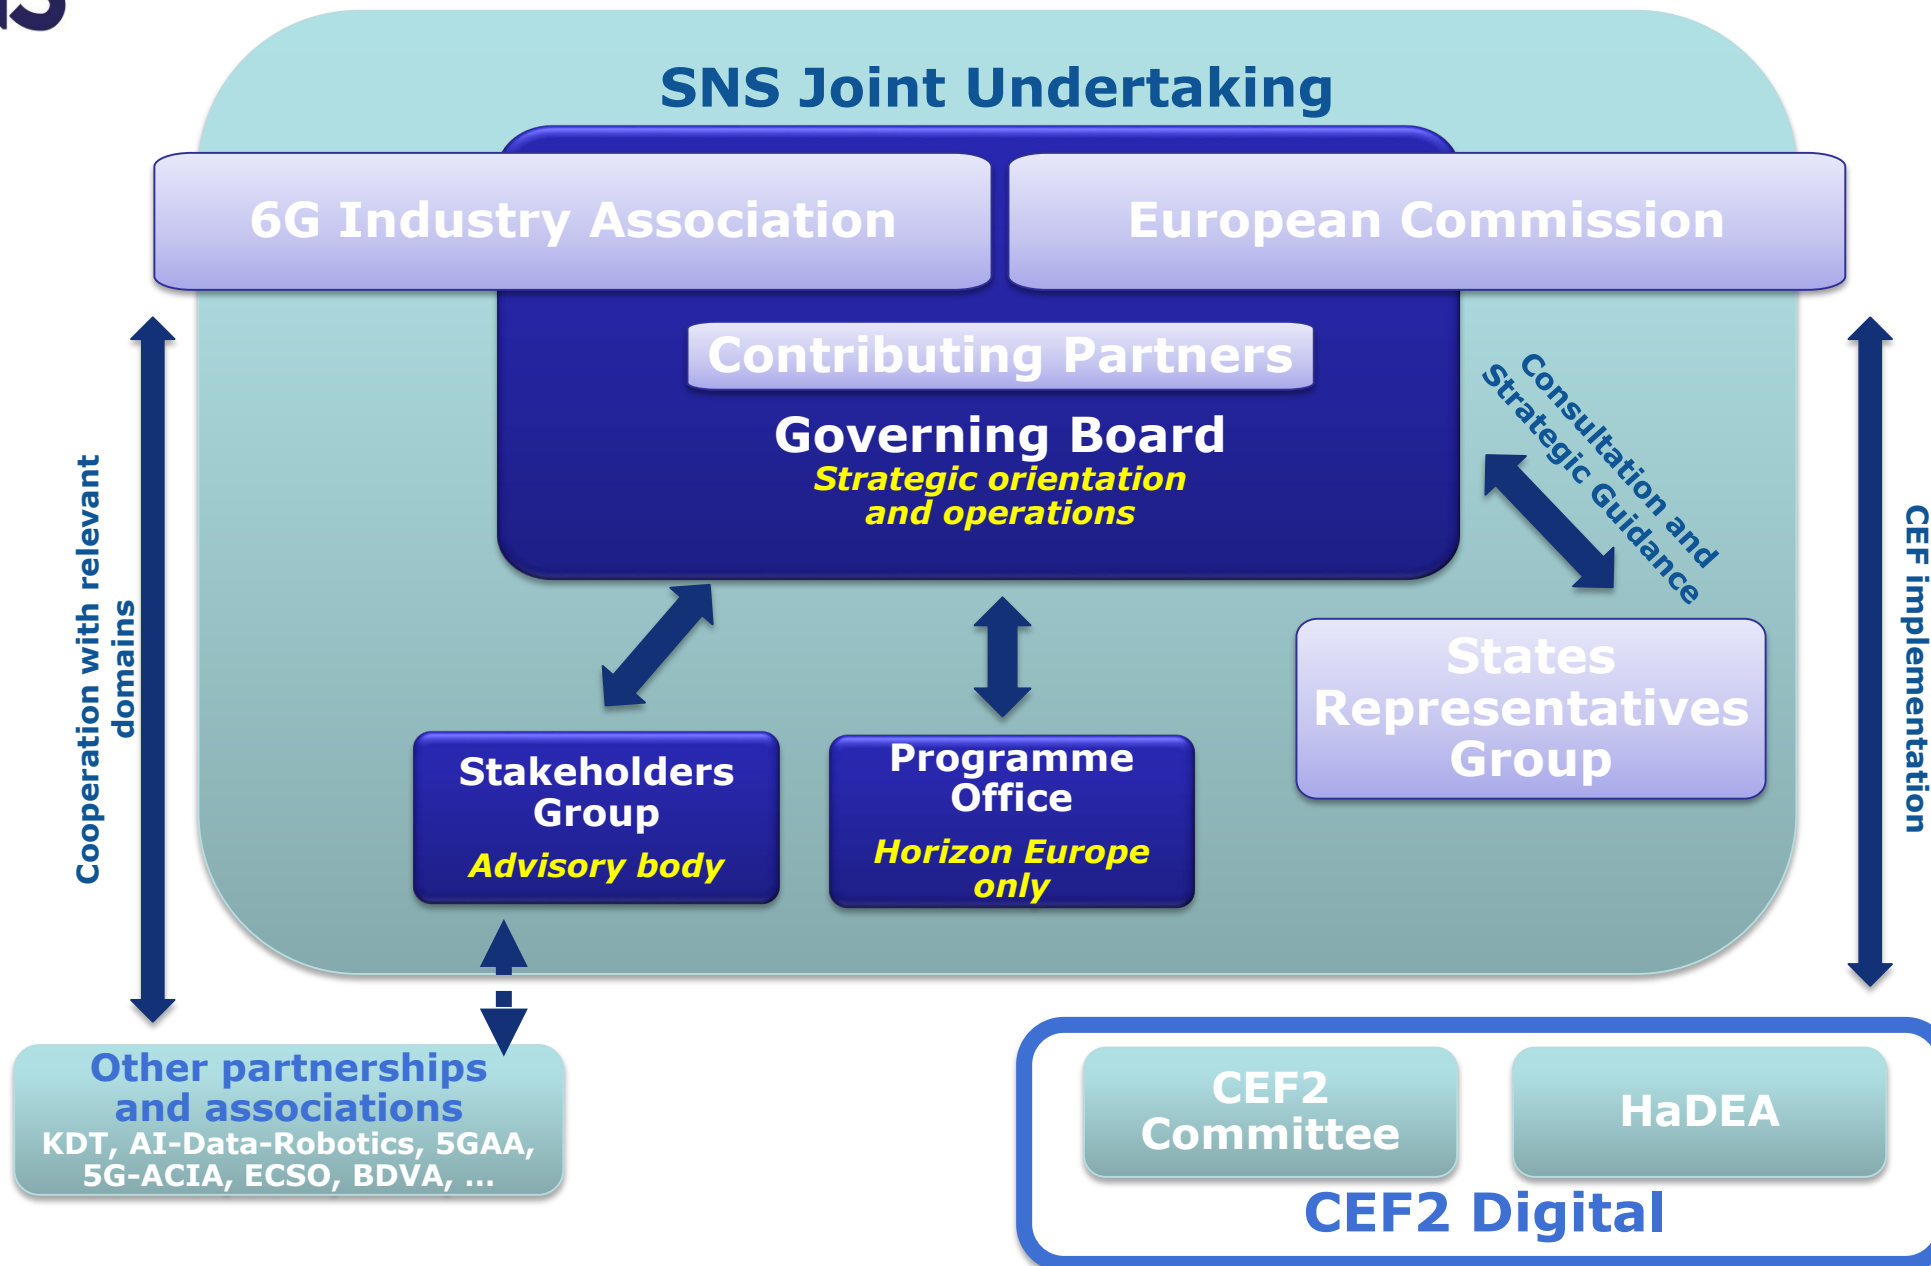 SNS Joint Undertaking
6G Industry Association
European Commission
Contributing Partners
Governing Board
Strategic orientation
and operations
Consultation and
Strategic Guidance
Cooperation with relevant
domains
CEF implementation
States
Representatives
Group
Stakeholders
Group
Advisory body
Programme
Office
Horizon Europe
only
Other partnerships
and associations
KDT, AI-Data-Robotics, 5GAA,
5G-ACIA, ECSO, BDVA, ...
CEF2
Committee
HaDEA
CEF2 Digital